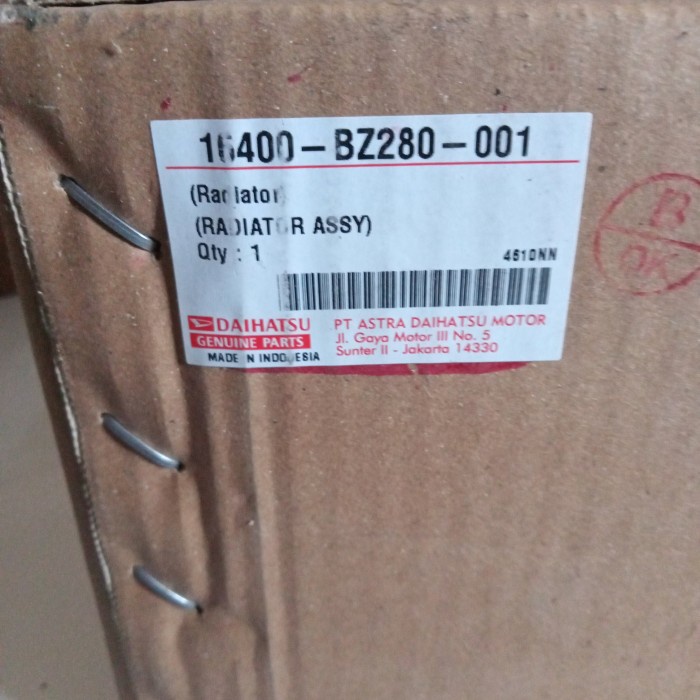 16400-BZ280-001
(Radiator)
(RADIATOR ASSY)
Qty : 1
4610NN
DAIHATSU
GENUINE PARTS
MADE IN INDONESIA
PT ASTRA DAIHATSU MOTOR
Jl. Gaya Motor III No. 5
Sunter II - Jakarta 14330
B
OK